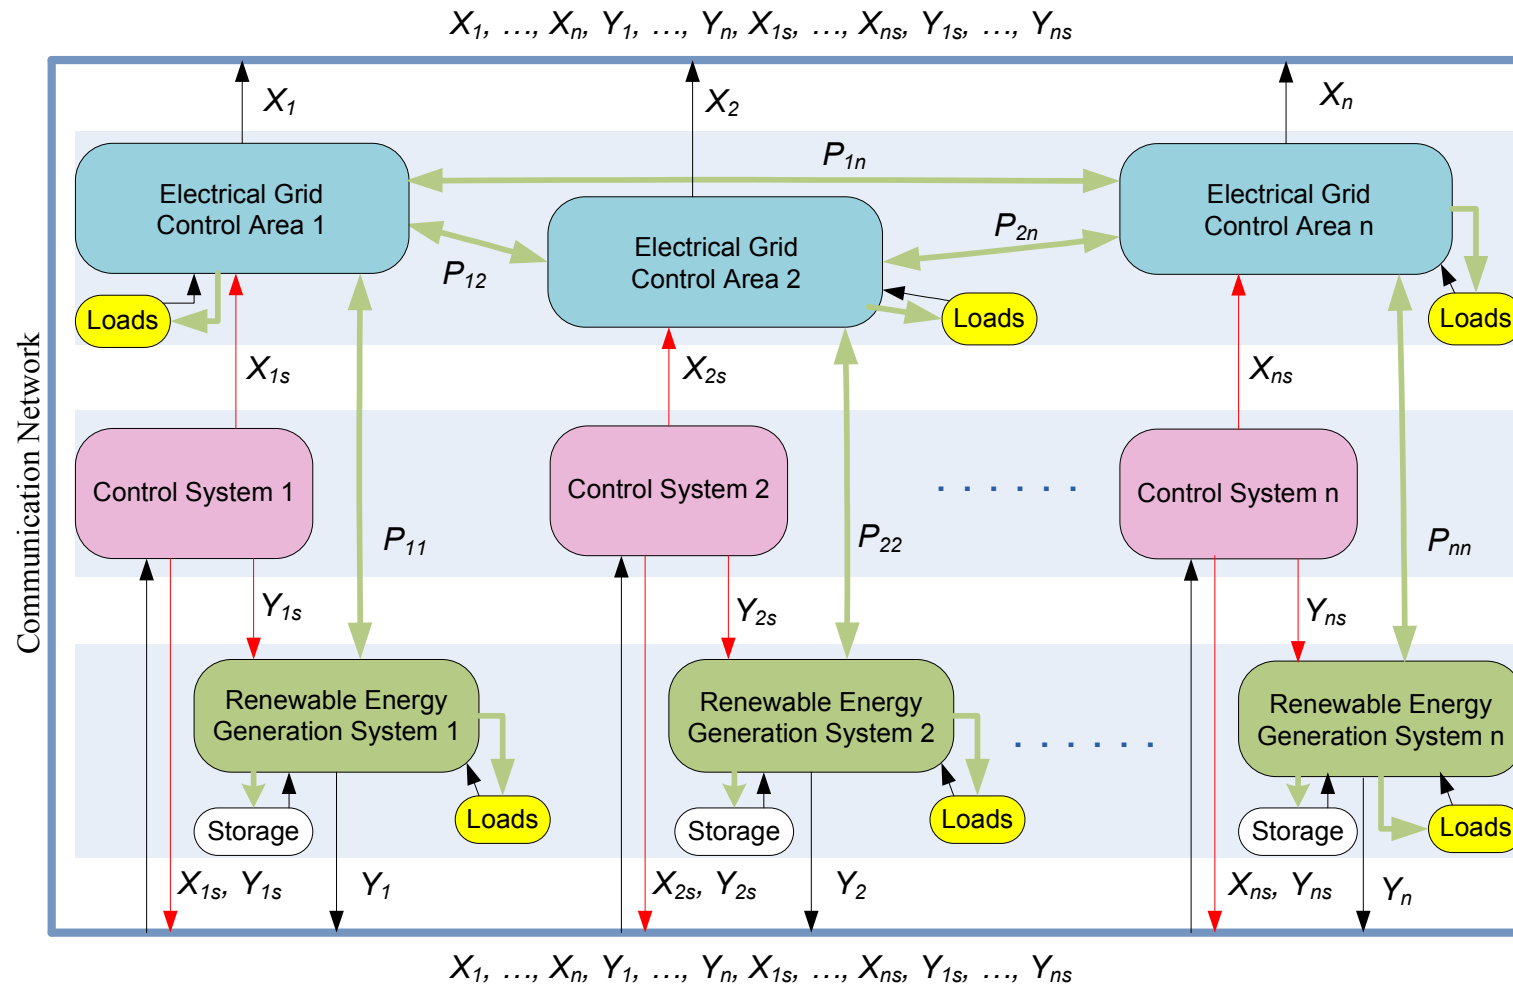 X1, …, Xn, Y1, …, Yn, X1s, …, Xns, Y1s, …, Yns
X1
X2
Xn
P1n
Electrical Grid
Control Area 1
Electrical Grid
Control Area 2
Electrical Grid
Control Area n
P12
P2n
Loads
Loads
Loads
X1s
X2s
Xns
Communication Network
Control System 1
Control System 2
. . . . . .
Control System n
P11
P22
Pnn
Y1s
Y2s
Yns
Renewable Energy
Generation System 1
Renewable Energy
Generation System 2
. . . . . .
Renewable Energy
Generation System n
Storage
Loads
Storage
Loads
Storage
Loads
X1s, Y1s
Y1
X2s, Y2s
Y2
Xns, Yns
Yn
X1, …, Xn, Y1, …, Yn, X1s, …, Xns, Y1s, …, Yns